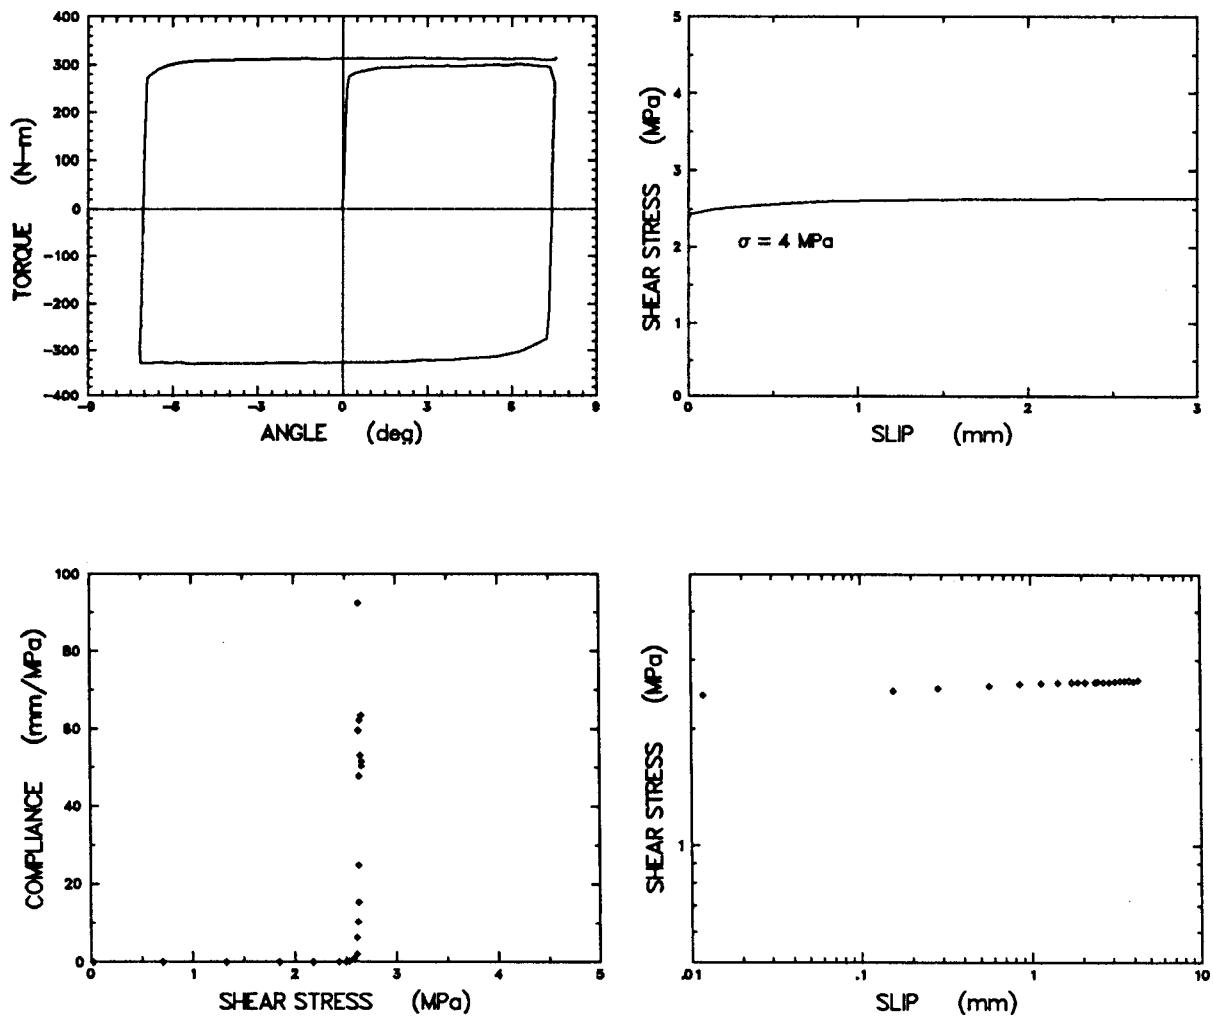 400
300
200
100
0
-100
-200
-300
-400
TORQUE (N-m)
-9 -6 -3 0 3 6 9
ANGLE (deg)
5
4
3
2
1
0
SHEAR STRESS (MPa)
σ = 4 MPa
0 1 2 3
SLIP (mm)
100
80
60
40
20
0
COMPLIANCE (mm/MPa)
0 1 2 3 4 5
SHEAR STRESS (MPa)
1
SHEAR STRESS (MPa)
.01 .1 1 10
SLIP (mm)